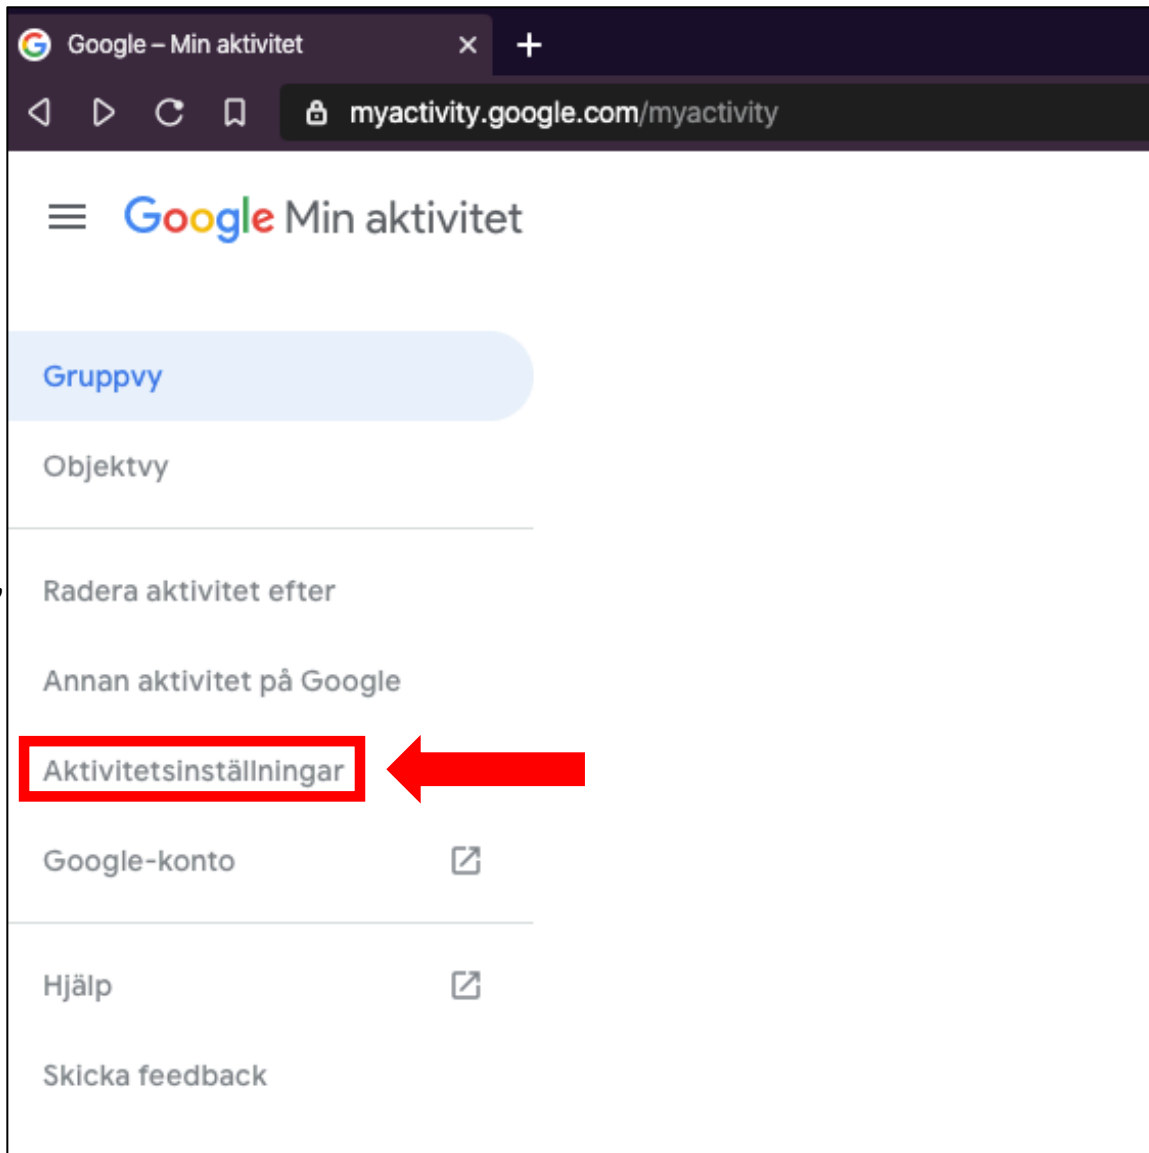 Google – Min aktivitet
myactivity.google.com/myactivity
Google Min aktivitet
Gruppvy
Objektvy
Radera aktivitet efter
Annan aktivitet på Google
Aktivitetsinställningar
Google-konto
Hjälp
Skicka feedback